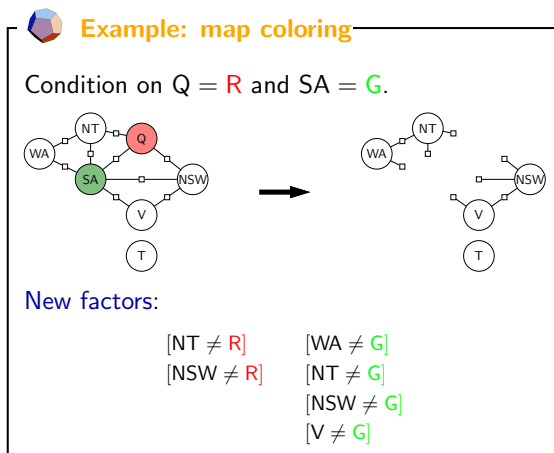 Example: map coloring
Condition on Q = R and SA = G.
NT
Q
WA
SA
NSW
V
T
NT
WA
NSW
V
T
New factors:
[NT ≠ R] [WA ≠ G]
[NSW ≠ R] [NT ≠ G]
[NSW ≠ G]
[V ≠ G]